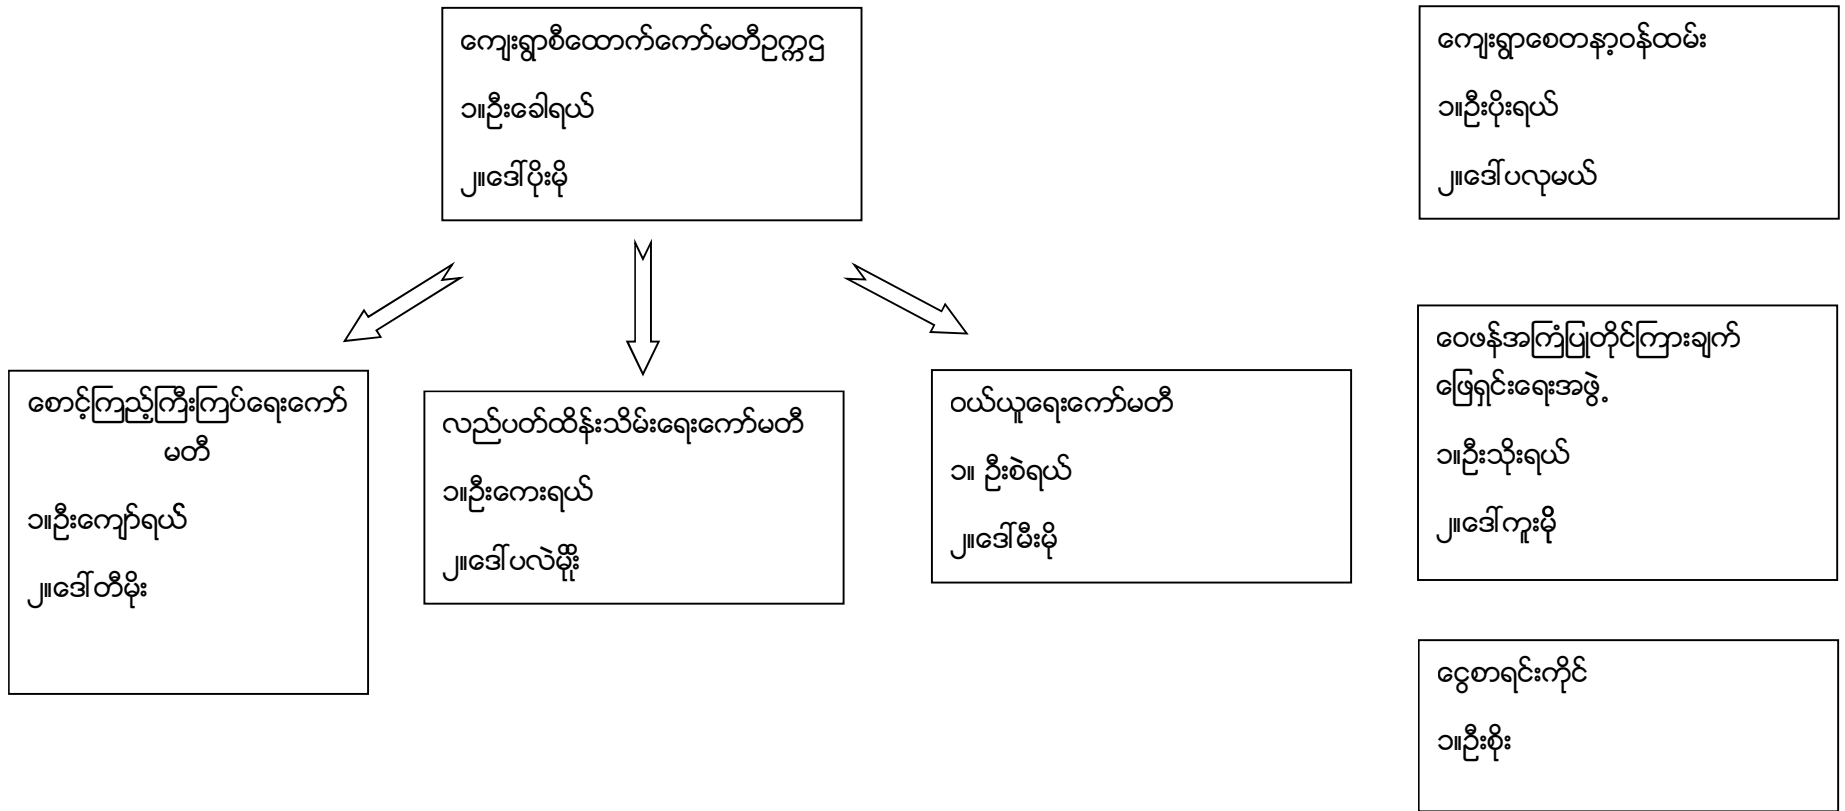 ကျေးရွာစီထောက်ကော်မတီဥက္ကဌ
၁။ဦးခေါရယ်
၂။ဒေါ်ပိုးမို
ကျေးရွာစေတနာ့ဝန်ထမ်း
၁။ဦးပိုးရယ်
၂။ဒေါ်ပလုမယ်
စောင့်ကြည့်ကြီးကြပ်ရေးကော်
မတီ
၁။ဦးကျော်ရယ်
၂။ဒေါ်တီမိုး
လည်ပတ်ထိန်းသိမ်းရေးကော်မတီ
၁။ဦးကေးရယ်
၂။ဒေါ်ပလဲမိုး
ဝယ်ယူရေးကော်မတီ
၁။ ဦးစဲရယ်
၂။ဒေါ်မီးမို
ဝေဖန်အကြံပြုတိုင်ကြားချက်
ဖြေရှင်းရေးအဖွဲ့
၁။ဦးသိုးရယ်
၂။ဒေါ်ကူးမို
ငွေစာရင်းကိုင်
၁။ဦးစိုး